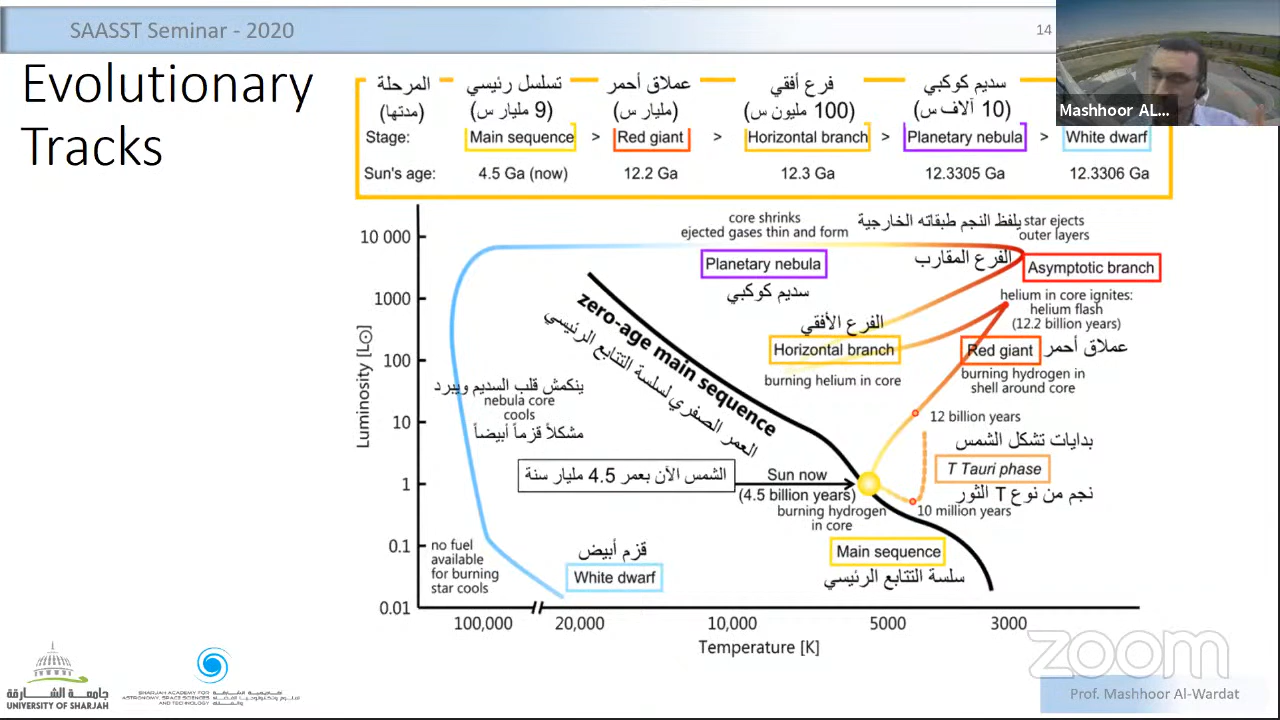 SAASST Seminar - 2020
14
Mashhoor AL...
Evolutionary
Tracks
المرحلة
(مدتها)
تسلسل رئيسي
(9 مليار س)
عملاق أحمر
(مليار س)
فرع أفقي
(100 مليون س)
سديم كوكبي
(10 آلاف س)
Stage: Main sequence > Red giant > Horizontal branch > Planetary nebula > White dwarf
Sun's age: 4.5 Ga (now) 12.2 Ga 12.3 Ga 12.3305 Ga 12.3306 Ga
Luminosity [L⊙]
10 000
1000
100
10
1
0.1
0.01
core shrinks
ejected gases thin and form
Planetary nebula
سديم كوكبي
يلفظ النجم طبقاته الخارجية
star ejects
outer layers
الفرع المقارب
Asymptotic branch
helium in core ignites:
helium flash
(12.2 billion years)
الفرع الأفقي
Horizontal branch
burning helium in core
Red giant
عملاق أحمر
burning hydrogen in
shell around core
12 billion years
zero-age main sequence
العمر الصفري لسلسة التتابع الرئيسي
ينكمش قلب السديم ويبرد
nebula core
cools
مشكلاً قزماً أبيضاً
بدايات تشكل الشمس
T Tauri phase
نجم من نوع T الثور
10 million years
الشمس الآن بعمر 4.5 مليار سنة
Sun now
(4.5 billion years)
burning hydrogen
in core
Main sequence
سلسة التتابع الرئيسي
no fuel
available
for burning
star cools
قزم أبيض
White dwarf
100,000
20,000
10,000
5000
3000
Temperature [K]
zoom
Prof. Mashhoor Al-Wardat
جامعة الشارقة
UNIVERSITY OF SHARJAH
SHARJAH ACADEMY FOR
ASTRONOMY, SPACE SCIENCES,
AND TECHNOLOGY